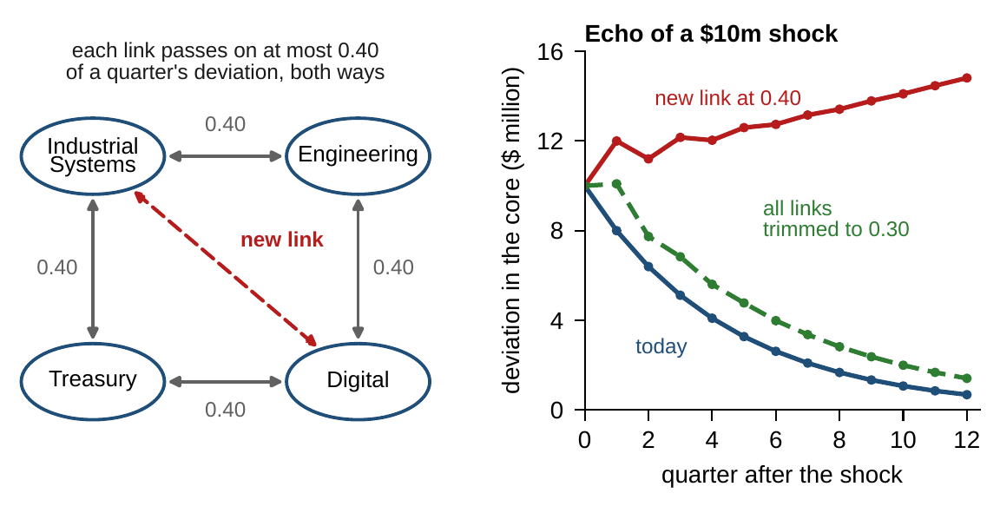 each link passes on at most 0.40
of a quarter's deviation, both ways
0.40
Industrial
Systems
Engineering
new link
0.40
0.40
Treasury
Digital
0.40
Echo of a $10m shock
deviation in the core ($ million)
16
12
8
4
0
new link at 0.40
all links
trimmed to 0.30
today
0 2 4 6 8 10 12
quarter after the shock